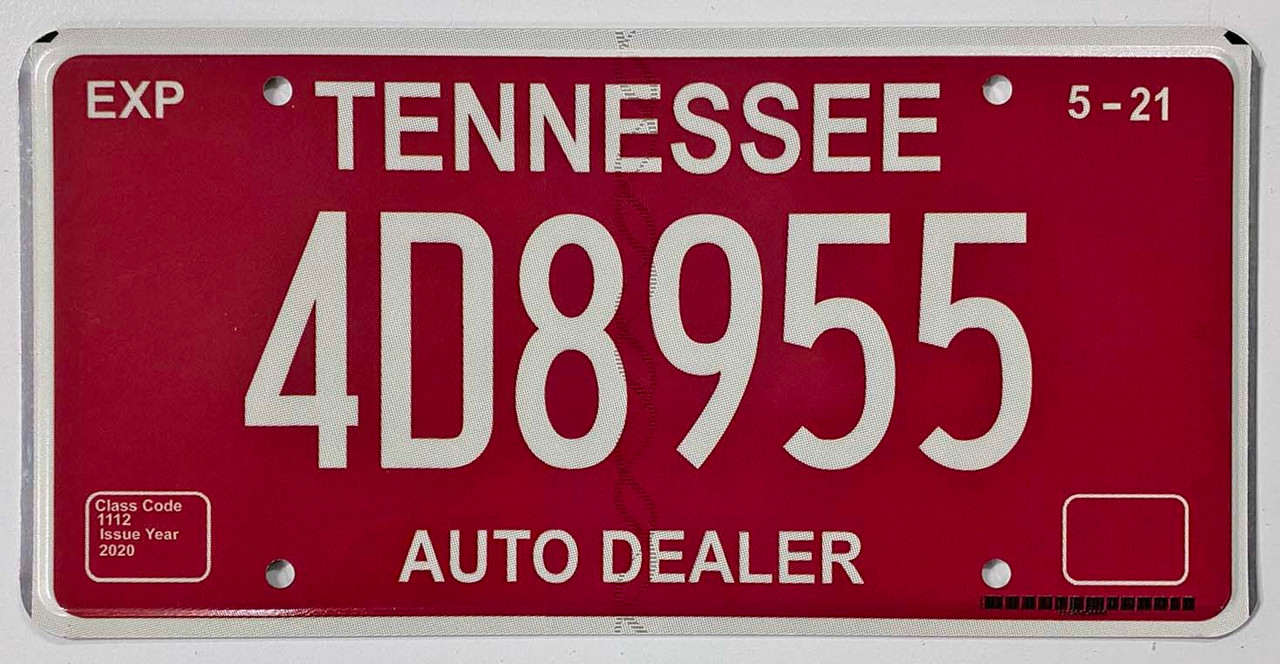 EXP TENNESSEE 5-21
4D8955
Class Code
1112
Issue Year
2020
AUTO DEALER